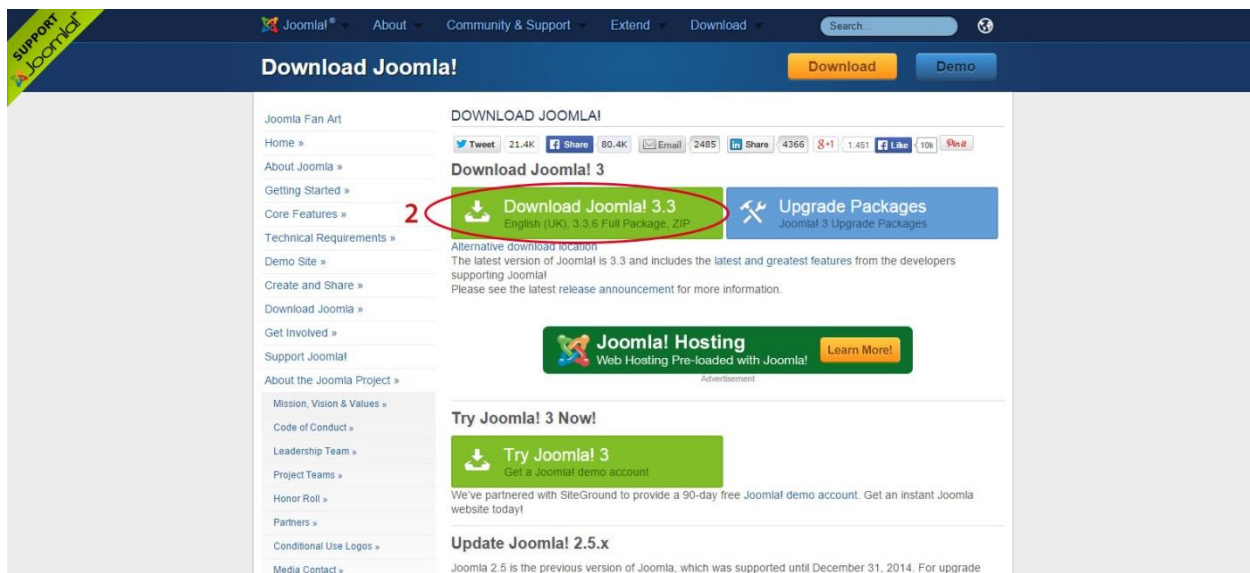 SUPPORT
JOOMLA!
Joomla!® About Community & Support Extend Download Search...
Download Joomla! Download Demo
Joomla Fan Art
Home »
About Joomla »
Getting Started »
Core Features »
Technical Requirements »
Demo Site »
Create and Share »
Download Joomla »
Get Involved »
Support Joomla!
About the Joomla Project »
Mission, Vision & Values »
Code of Conduct »
Leadership Team »
Project Teams »
Honor Roll »
Partners »
Conditional Use Logos »
Media Contact »
DOWNLOAD JOOMLA!
Tweet 21.4K Share 80.4K Email 2485 in Share 4366 g+1 1,451 Like 10k Pin it
Download Joomla! 3
2
Download Joomla! 3.3
English (UK), 3.3.6 Full Package, ZIP
Upgrade Packages
Joomla! 3 Upgrade Packages
Alternative download location
The latest version of Joomla! is 3.3 and includes the latest and greatest features from the developers
supporting Joomla!
Please see the latest release announcement for more information.
Joomla! Hosting
Web Hosting Pre-loaded with Joomla!
Learn More!
Advertisement
Try Joomla! 3 Now!
Try Joomla! 3
Get a Joomla! demo account
We've partnered with SiteGround to provide a 90-day free Joomla! demo account. Get an instant Joomla
website today!
Update Joomla! 2.5.x
Joomla 2.5 is the previous version of Joomla, which was supported until December 31, 2014. For upgrade